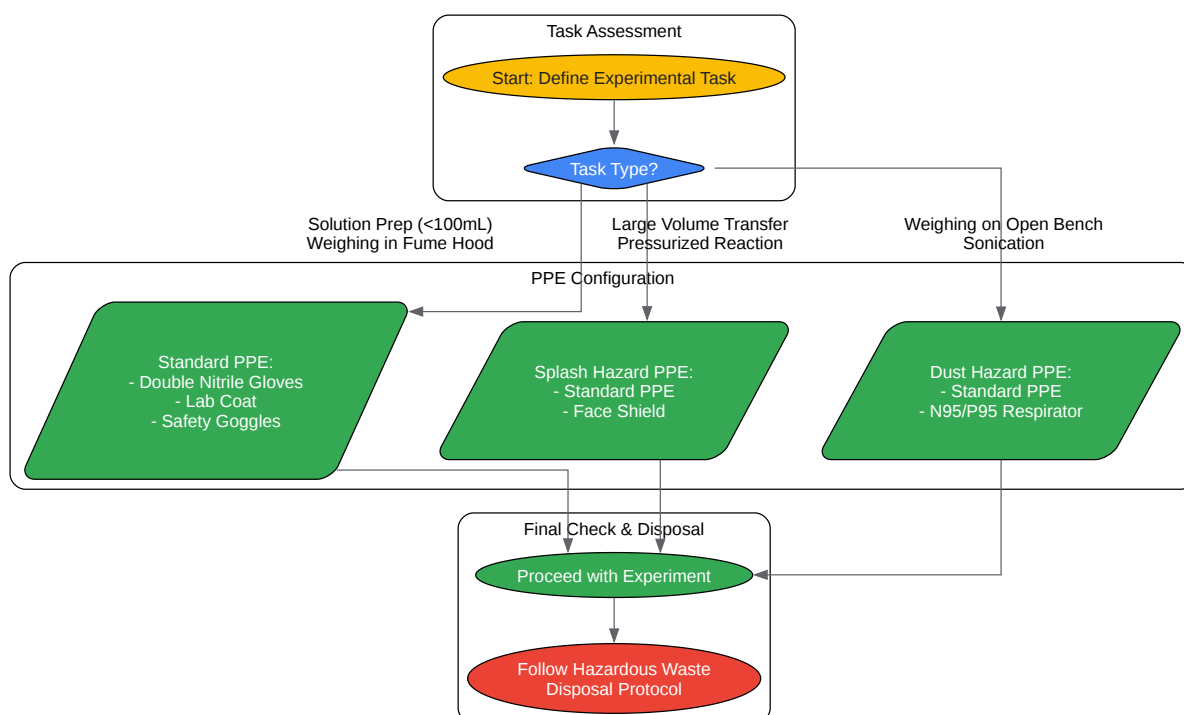 Task Assessment
Start: Define Experimental Task
Task Type?
Solution Prep (<100mL)
Weighing in Fume Hood
Large Volume Transfer
Pressurized Reaction
Weighing on Open Bench
Sonication
PPE Configuration
Standard PPE:
- Double Nitrile Gloves
- Lab Coat
- Safety Goggles
Splash Hazard PPE:
- Standard PPE
- Face Shield
Dust Hazard PPE:
- Standard PPE
- N95/P95 Respirator
Final Check & Disposal
Proceed with Experiment
Follow Hazardous Waste
Disposal Protocol